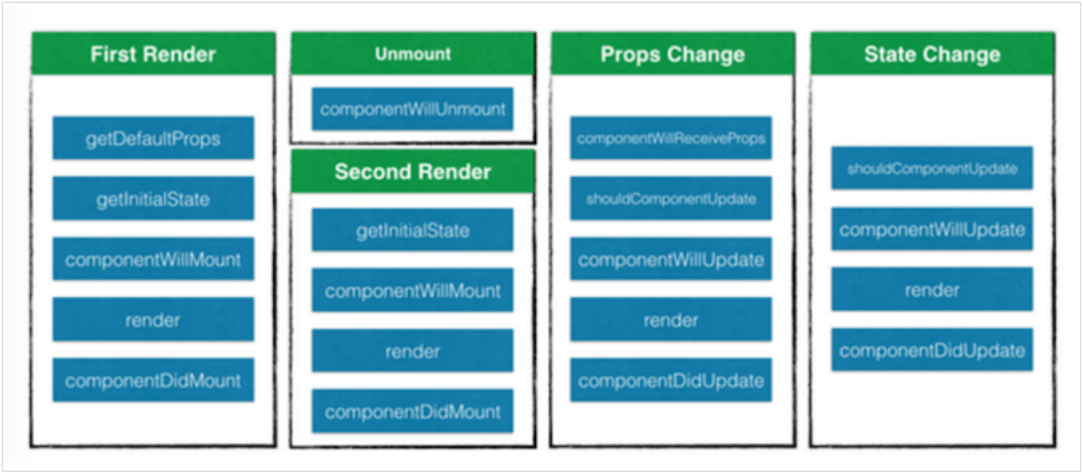 First Render
getDefaultProps
getInitialState
componentWillMount
render
componentDidMount
Unmount
componentWillUnmount
Second Render
getInitialState
componentWillMount
render
componentDidMount
Props Change
componentWillReceiveProps
shouldComponentUpdate
componentWillUpdate
render
componentDidUpdate
State Change
shouldComponentUpdate
componentWillUpdate
render
componentDidUpdate